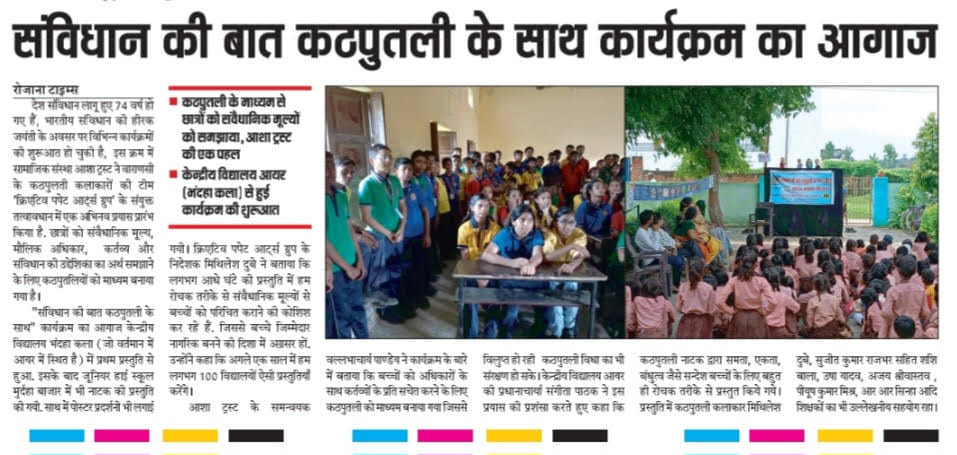 संविधान की बात कठपुतली के साथ कार्यक्रम का आगाज
रोजाना टाइम्स
देश संविधान लागू हुए 74 वर्ष हो
गए हैं, भारतीय संविधान की हीरक
जयंती के अवसर पर विभिन्न कार्यक्रमों
की शुरूआत हो चुकी है, इस क्रम में
सामाजिक संस्था आशा ट्रस्ट ने वाराणसी
के कठपुतली कलाकारों की टीम
'क्रिएटिव पपेट आर्ट्स ग्रुप' के संयुक्त
तत्वावधान में एक अभिनव प्रयास प्रारंभ
किया है. छात्रों को संवैधानिक मूल्य,
मौलिक अधिकार, कर्तव्य और
संविधान की उद्देशिका का अर्थ समझाने
के लिए कठपुतलियों को माध्यम बनाया
गया है।
"संविधान की बात कठपुतली के
साथ" कार्यक्रम का आगाज केन्द्रीय
विद्यालय भंदहा कला ( जो वर्तमान में
आयर में स्थित है ) में प्रथम प्रस्तुति से
हुआ. इसके बाद जूनियर हाई स्कूल
मुर्दहा बाजार में भी नाटक की प्रस्तुति
की गयी. साथ में पोस्टर प्रदर्शनी भी लगाई
कठपुतली के माध्यम से
छात्रों को सवैधानिक मूल्यों
को समझाया, आशा ट्रस्ट
की एक पहल
केन्द्रीय विद्यालय आयर
(भंदहा कला) से हुई
कार्यक्रम की शुरूआत
गयी। क्रिएटिव पपेट आर्ट्स ग्रुप के
निदेशक मिथिलेश दुबे ने बताया कि
लगभग आधे घंटे की प्रस्तुति में हम
रोचक तरीके से संवैधानिक मूल्यों से
बच्चों को परिचित कराने की कोशिश
कर रहे हैं. जिससे बच्चे जिम्मेदार
नागरिक बनने की दिशा में अग्रसर हों.
उन्होंने कहा कि अगले एक साल में हम
लगभग 100 विद्यालयों ऐसी प्रस्तुतियाँ
करेंगे।
आशा ट्रस्ट के समन्वयक
वल्लभाचार्य पाण्डेय ने कार्यक्रम के बारे
में बताया कि बच्चों को अधिकारों के
साथ कर्तव्यों के प्रति सचेत करने के लिए
कठपुतली को माध्यम बनाया गया जिससे
विलुप्त हो रही कठपुतली विधा का भी
संरक्षण हो सके। केन्द्रीय विद्यालय आयर
की प्रधानाचार्या संगीता पाठक ने इस
प्रयास की प्रशंसा करते हुए कहा कि
कठपुतली नाटक द्वारा समता, एकता,
बंधुत्व जैसे सन्देश बच्चों के लिए बहुत
ही रोचक तरीके से प्रस्तुत किये गये।
प्रस्तुति में कठपुतली कलाकार मिथिलेश
दुबे, सुजीत कुमार राजभर सहित शशि
बाला, उषा यादव, अजय श्रीवास्तव ,
पीयूष कुमार मिश्र, आर आर सिन्हा आदि
शिक्षकों का भी उल्लेखनीय सहयोग रहा।